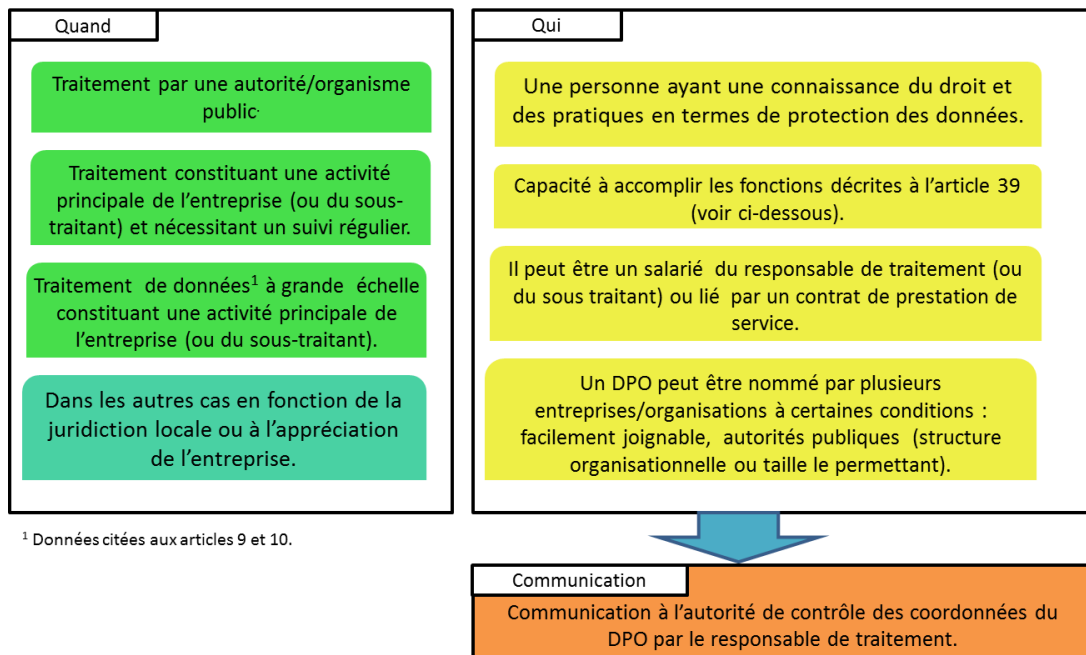 Quand
Traitement par une autorité/organisme
public.
Traitement constituant une activité
principale de l’entreprise (ou du sous-
traitant) et nécessitant un suivi régulier.
Traitement de données¹ à grande échelle
constituant une activité principale de
l’entreprise (ou du sous-traitant).
Dans les autres cas en fonction de la
juridiction locale ou à l’appréciation
de l’entreprise.
¹ Données citées aux articles 9 et 10.
Qui
Une personne ayant une connaissance du droit et
des pratiques en termes de protection des données.
Capacité à accomplir les fonctions décrites à l’article 39
(voir ci-dessous).
Il peut être un salarié du responsable de traitement (ou
du sous traitant) ou lié par un contrat de prestation de
service.
Un DPO peut être nommé par plusieurs
entreprises/organisations à certaines conditions :
facilement joignable, autorités publiques (structure
organisationnelle ou taille le permettant).
Communication
Communication à l’autorité de contrôle des coordonnées du
DPO par le responsable de traitement.